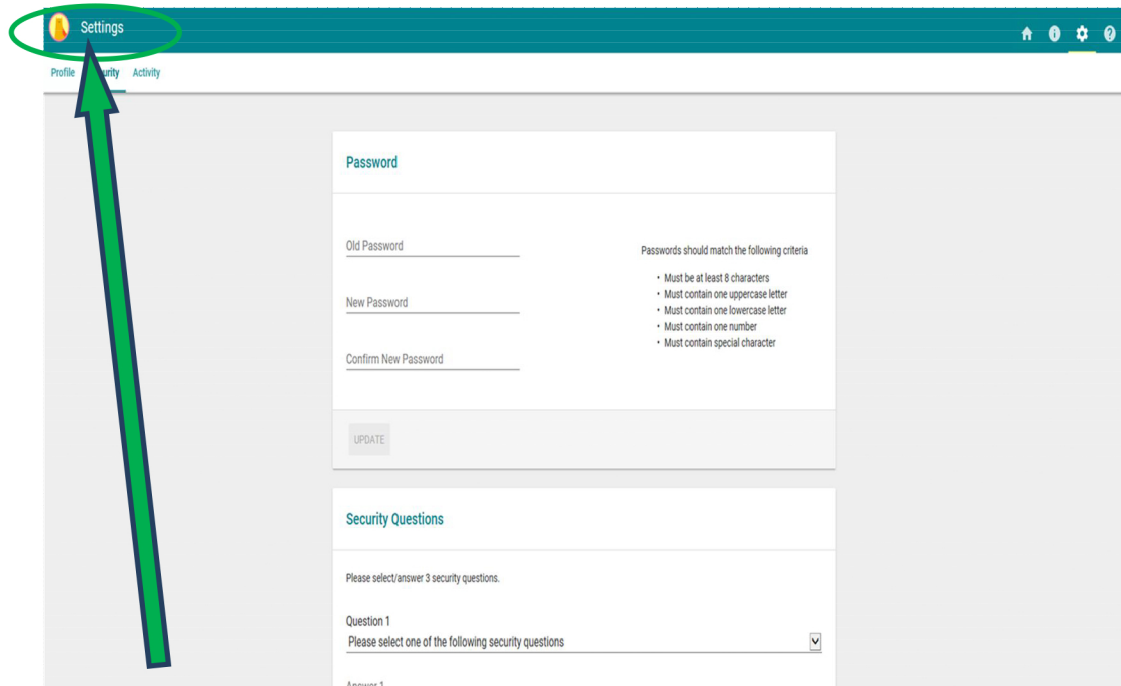 Settings
Profile urity Activity
Password
Old Password
Passwords should match the following criteria
• Must be at least 8 characters
New Password
• Must contain one uppercase letter
• Must contain one lowercase letter
• Must contain one number
• Must contain special character
Confirm New Password
UPDATE
Security Questions
Please select/answer 3 security questions.
Question 1
Please select one of the following security questions
Answer 1